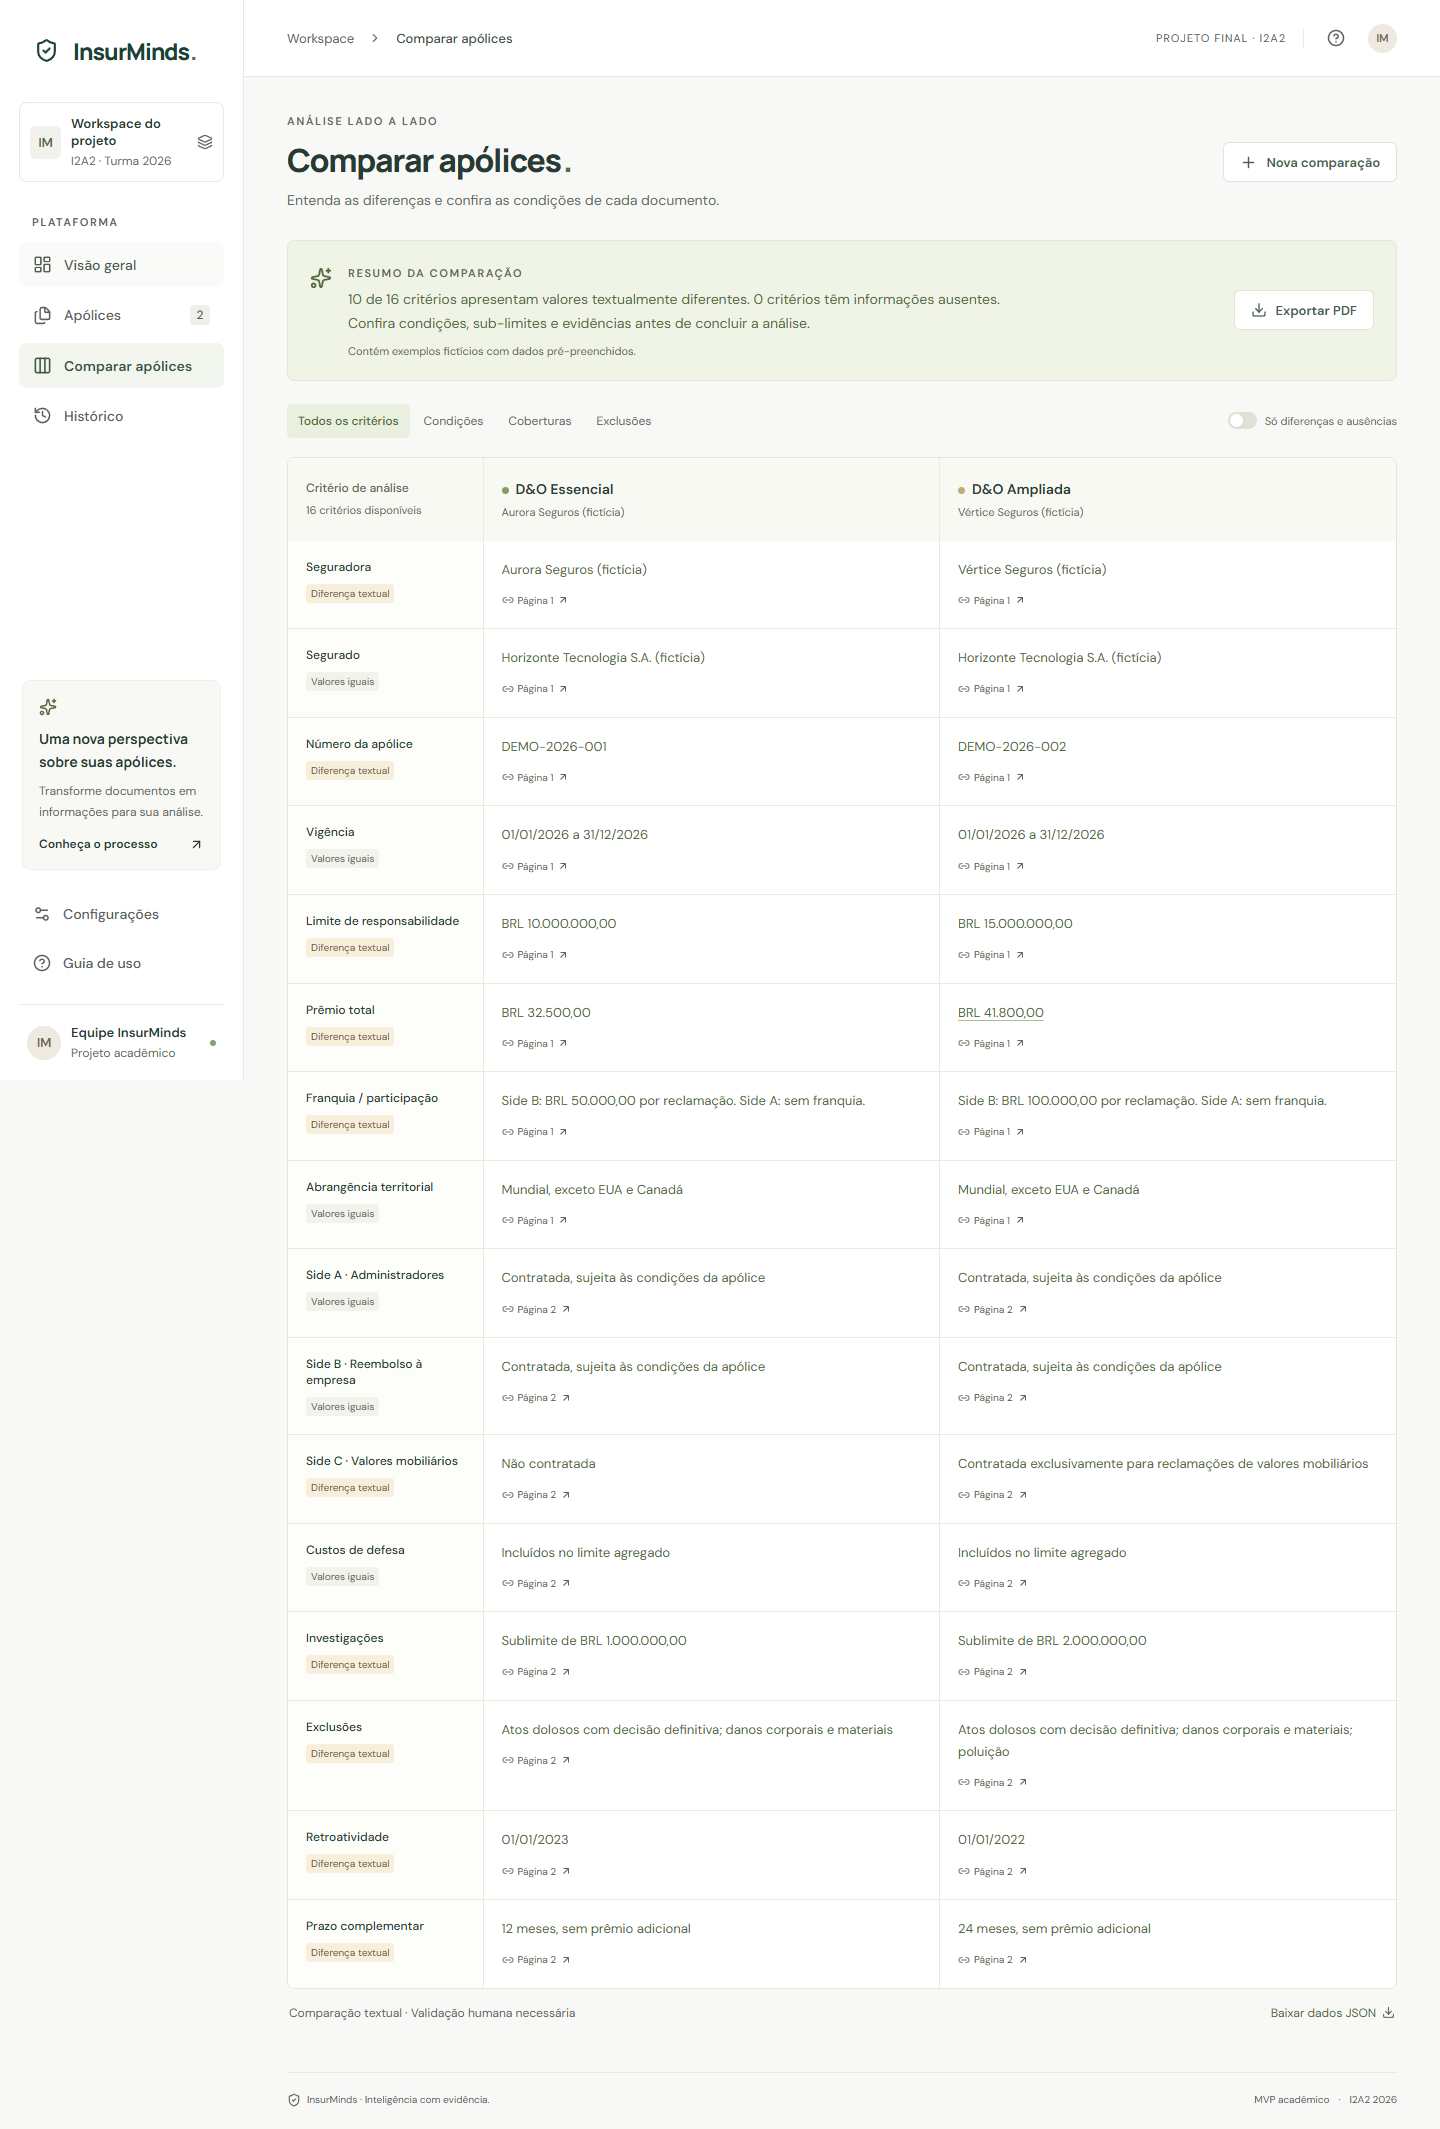 InsurMinds.
IM
Workspace do
projeto
I2A2 · Turma 2026
PLATAFORMA
Visão geral
Apólices
2
Comparar apólices
Histórico
Uma nova perspectiva
sobre suas apólices.
Transforme documentos em
informações para sua análise.
Conheça o processo
Configurações
Guia de uso
IM
Equipe InsurMinds
Projeto acadêmico
Workspace
Comparar apólices
PROJETO FINAL · I2A2
IM
ANÁLISE LADO A LADO
Comparar apólices.
Entenda as diferenças e confira as condições de cada documento.
Nova comparação
RESUMO DA COMPARAÇÃO
10 de 16 critérios apresentam valores textualmente diferentes. 0 critérios têm informações ausentes.
Confira condições, sub-limites e evidências antes de concluir a análise.
Contém exemplos fictícios com dados pré-preenchidos.
Exportar PDF
Todos os critérios
Condições
Coberturas
Exclusões
Só diferenças e ausências
Critério de análise
16 critérios disponíveis
D&O Essencial
Aurora Seguros (fictícia)
D&O Ampliada
Vértice Seguros (fictícia)
Seguradora
Diferença textual
Aurora Seguros (fictícia)
Página 1
Vértice Seguros (fictícia)
Página 1
Segurado
Valores iguais
Horizonte Tecnologia S.A. (fictícia)
Página 1
Horizonte Tecnologia S.A. (fictícia)
Página 1
Número da apólice
Diferença textual
DEMO-2026-001
Página 1
DEMO-2026-002
Página 1
Vigência
Valores iguais
01/01/2026 a 31/12/2026
Página 1
01/01/2026 a 31/12/2026
Página 1
Limite de responsabilidade
Diferença textual
BRL 10.000.000,00
Página 1
BRL 15.000.000,00
Página 1
Prêmio total
Diferença textual
BRL 32.500,00
Página 1
BRL 41.800,00
Página 1
Franquia / participação
Diferença textual
Side B: BRL 50.000,00 por reclamação. Side A: sem franquia.
Página 1
Side B: BRL 100.000,00 por reclamação. Side A: sem franquia.
Página 1
Abrangência territorial
Valores iguais
Mundial, exceto EUA e Canadá
Página 1
Mundial, exceto EUA e Canadá
Página 1
Side A · Administradores
Valores iguais
Contratada, sujeita às condições da apólice
Página 2
Contratada, sujeita às condições da apólice
Página 2
Side B · Reembolso à
empresa
Valores iguais
Contratada, sujeita às condições da apólice
Página 2
Contratada, sujeita às condições da apólice
Página 2
Side C · Valores mobiliários
Diferença textual
Não contratada
Página 2
Contratada exclusivamente para reclamações de valores mobiliários
Página 2
Custos de defesa
Valores iguais
Incluídos no limite agregado
Página 2
Incluídos no limite agregado
Página 2
Investigações
Diferença textual
Sublimite de BRL 1.000.000,00
Página 2
Sublimite de BRL 2.000.000,00
Página 2
Exclusões
Diferença textual
Atos dolosos com decisão definitiva; danos corporais e materiais
Página 2
Atos dolosos com decisão definitiva; danos corporais e materiais;
poluição
Página 2
Retroatividade
Diferença textual
01/01/2023
Página 2
01/01/2022
Página 2
Prazo complementar
Diferença textual
12 meses, sem prêmio adicional
Página 2
24 meses, sem prêmio adicional
Página 2
Comparação textual · Validação humana necessária
Baixar dados JSON
InsurMinds · Inteligência com evidência.
MVP acadêmico · I2A2 2026